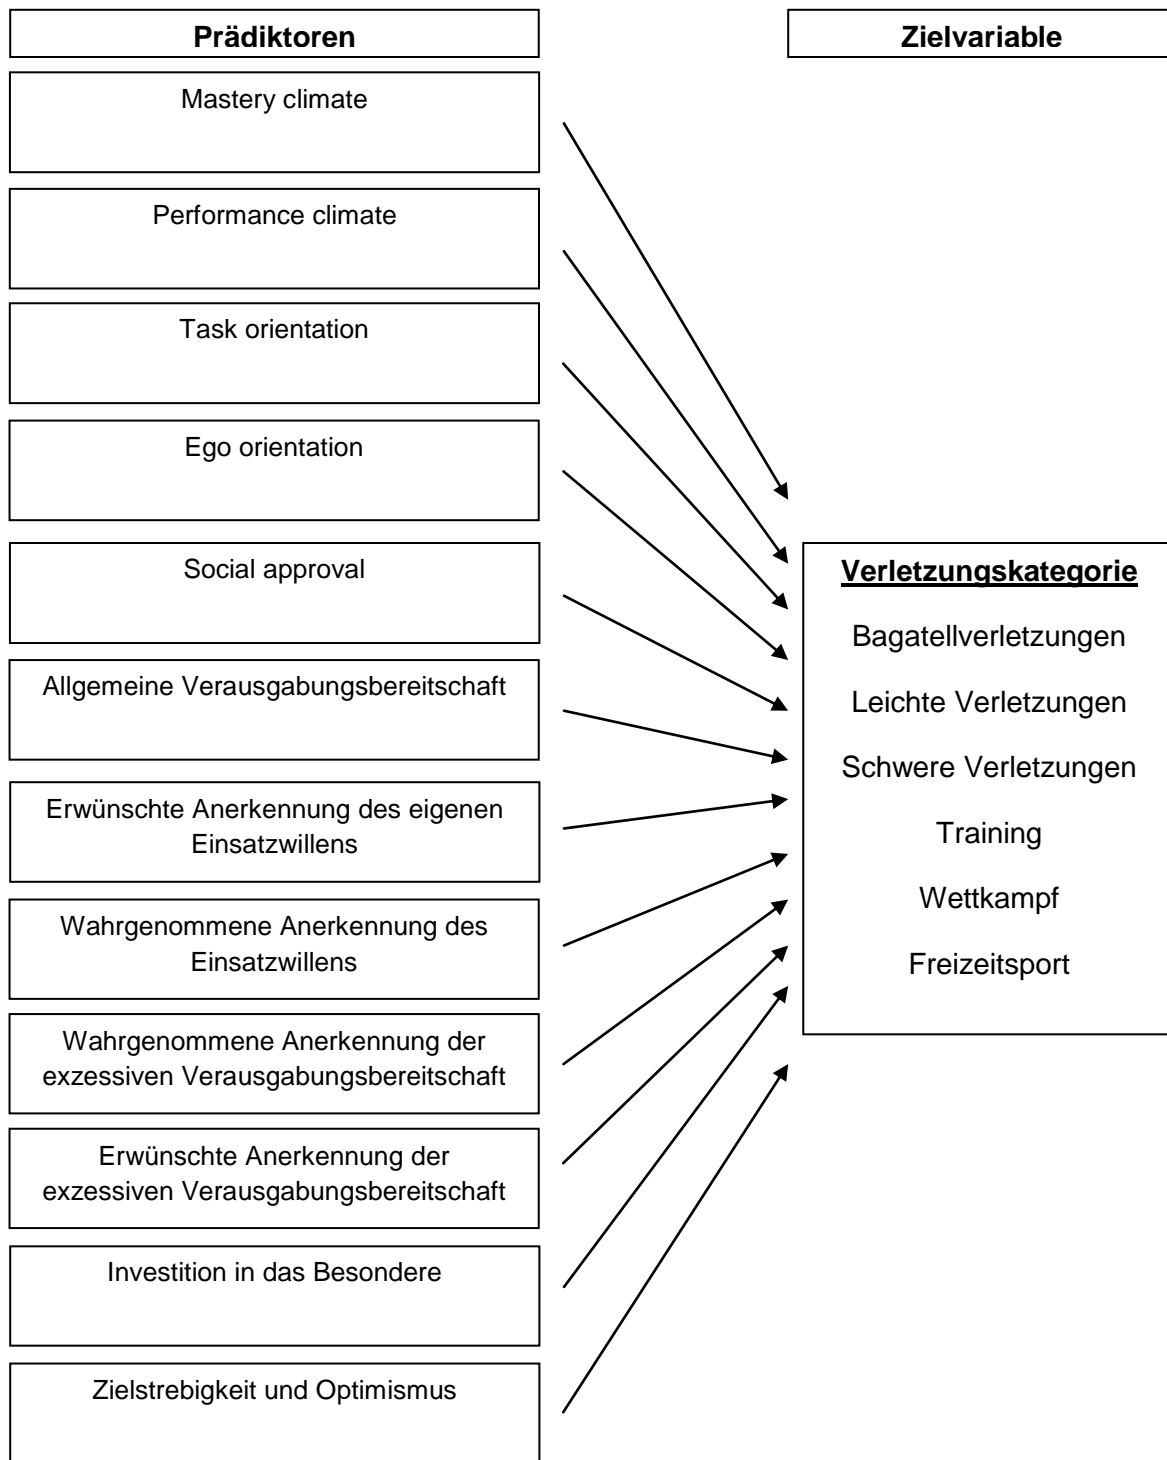 Prädiktoren
Zielvariable
Mastery climate
Performance climate
Task orientation
Ego orientation
Social approval
Allgemeine Verausgabungsbereitschaft
Erwünschte Anerkennung des eigenen
Einsatzwillens
Wahrgenommene Anerkennung des
Einsatzwillens
Wahrgenommene Anerkennung der
exzessiven Verausgabungsbereitschaft
Erwünschte Anerkennung der
exzessiven Verausgabungsbereitschaft
Investition in das Besondere
Zielstrebigkeit und Optimismus
Verletzungskategorie
Bagatellverletzungen
Leichte Verletzungen
Schwere Verletzungen
Training
Wettkampf
Freizeitsport